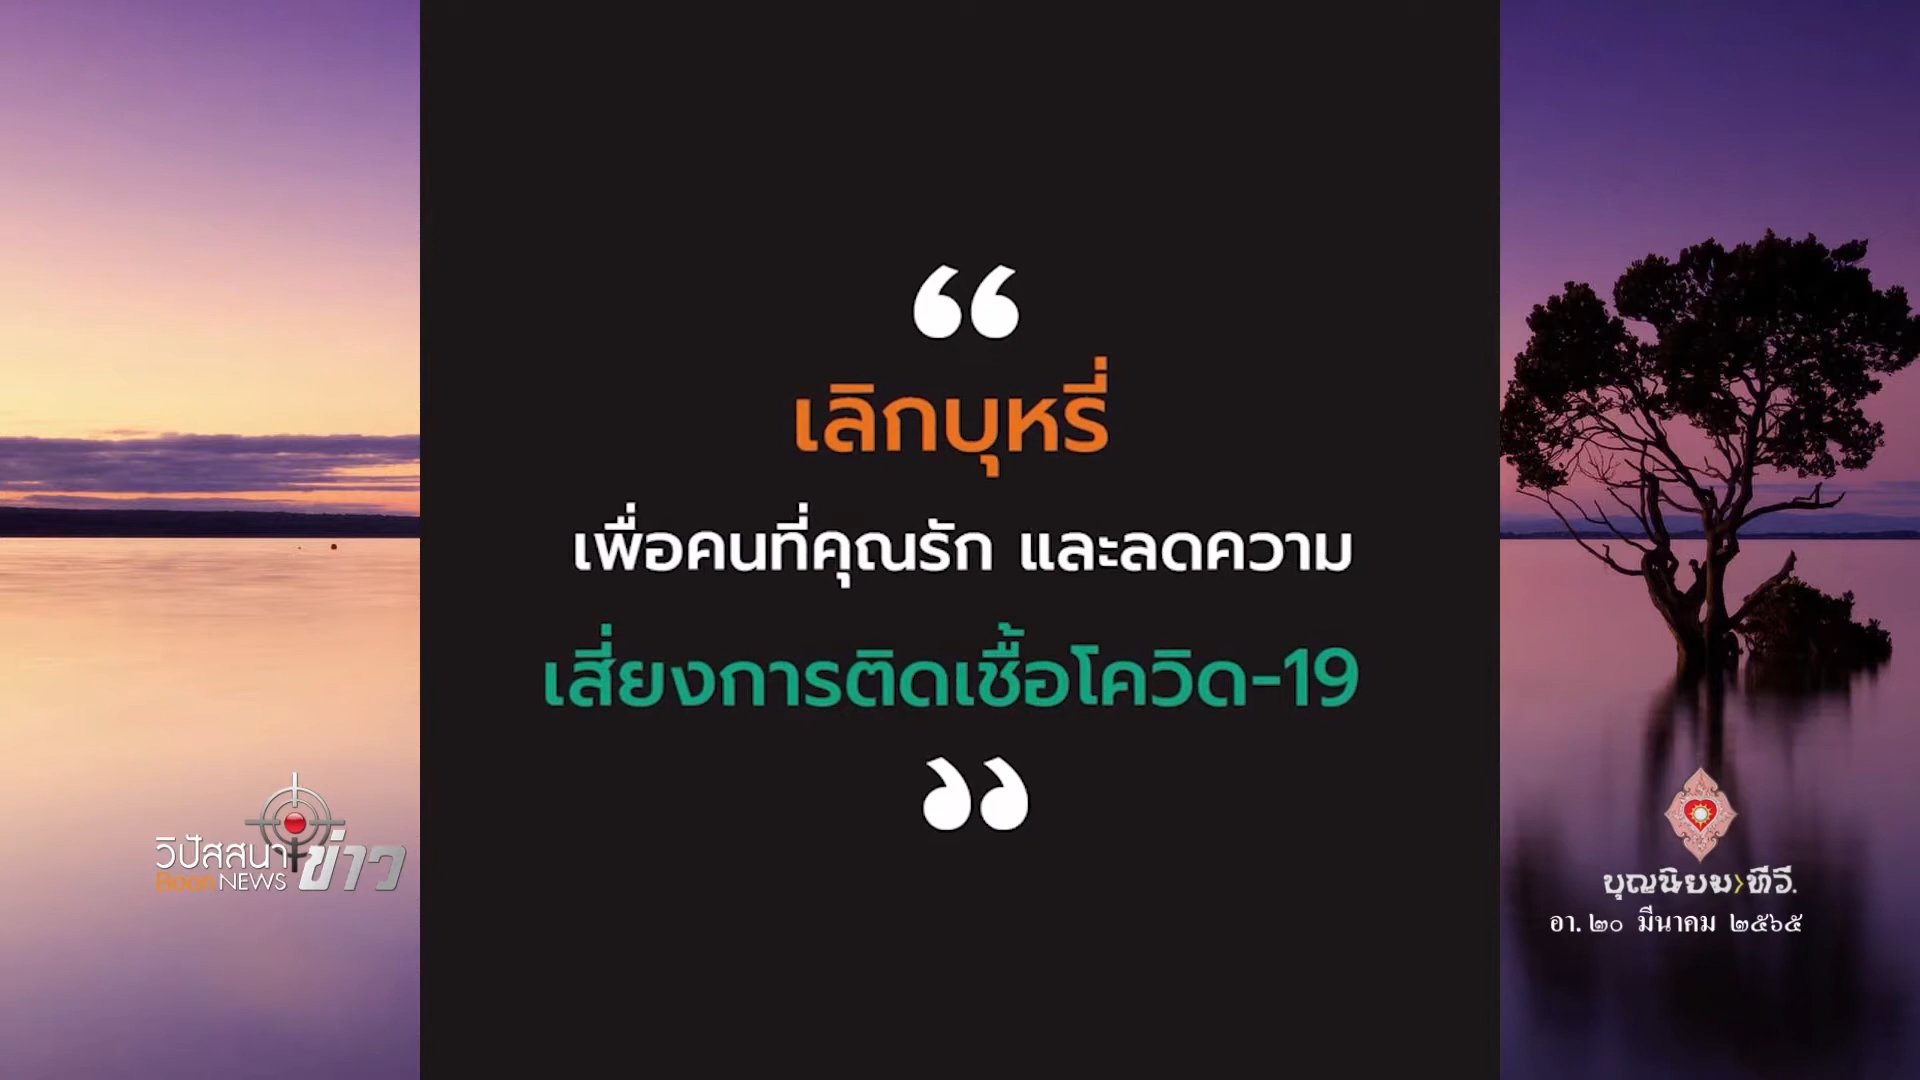 “
เลิกบุหรี่
เพื่อคนที่คุณรัก และลดความ
เสี่ยงการติดเชื้อโควิด-19
”
วิปัสสนาข่าว
Boon NEWS
บุญนิยม>ทีวี.
อา. ๒๐ มีนาคม ๒๕๖๕